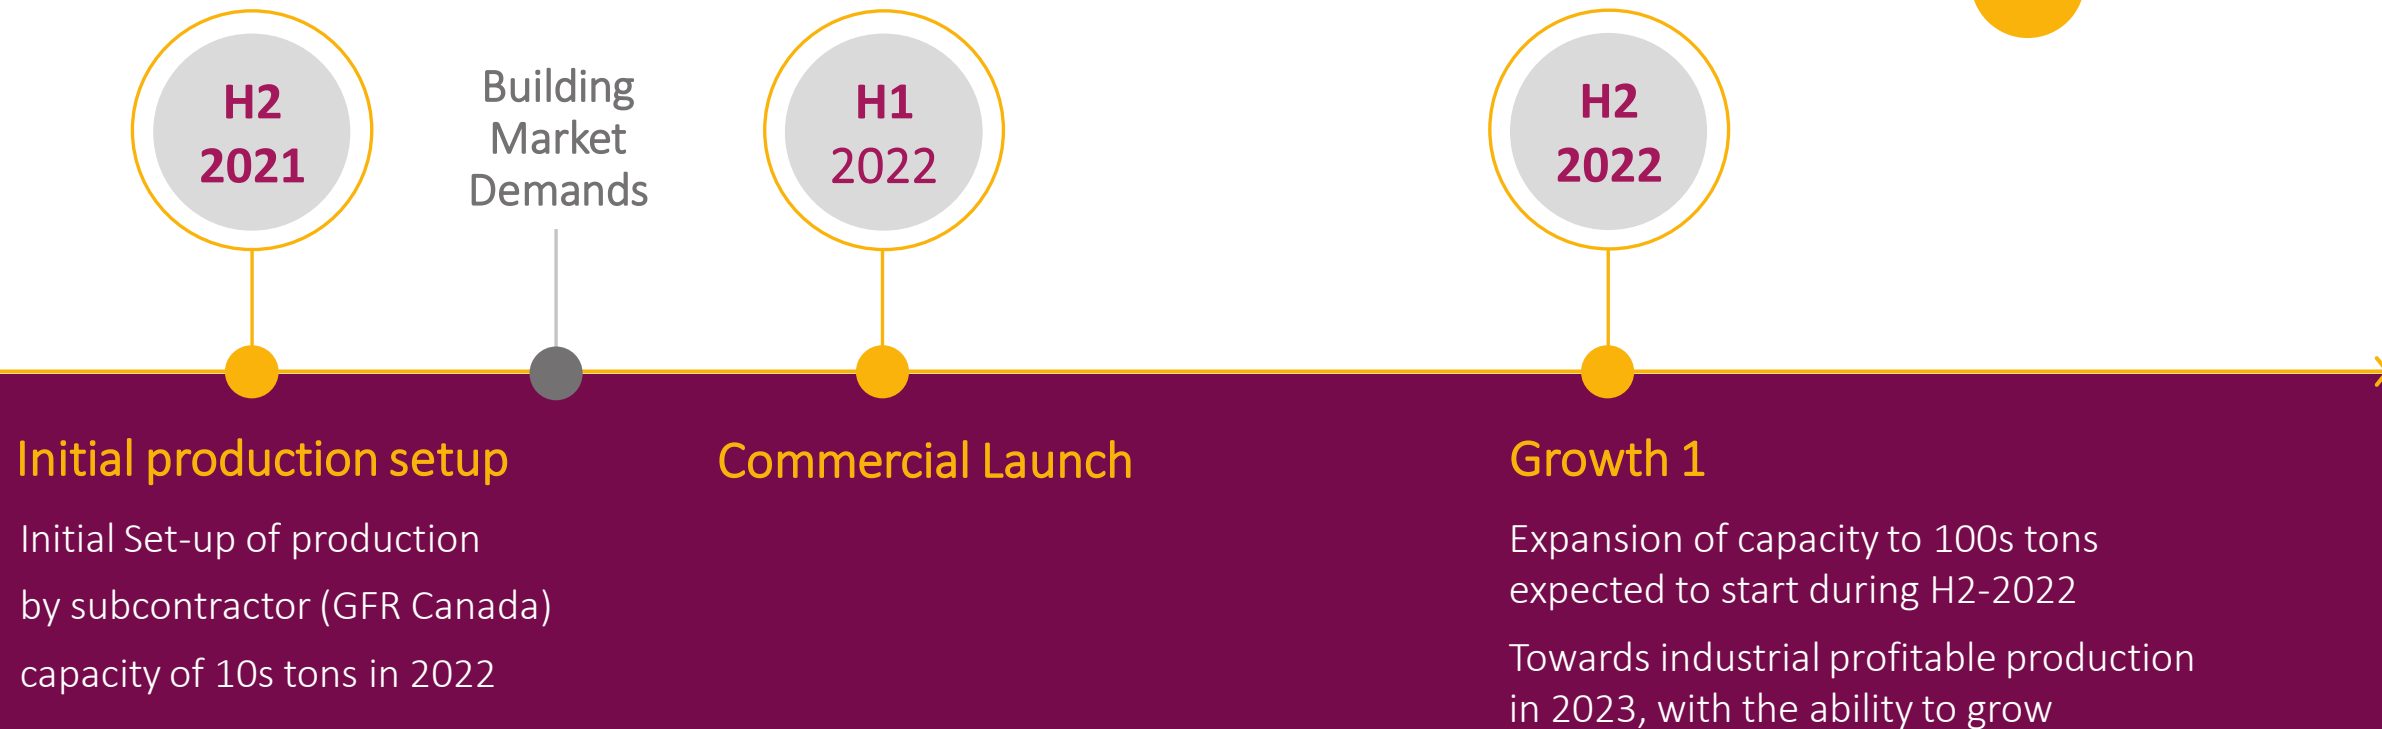 H2
2021
Building
Market
Demands
H1
2022
H2
2022
Initial production setup
Initial Set-up of production
by subcontractor (GFR Canada)
capacity of 10s tons in 2022
Commercial Launch
Growth 1
Expansion of capacity to 100s tons
expected to start during H2-2022
Towards industrial profitable production
in 2023, with the ability to grow